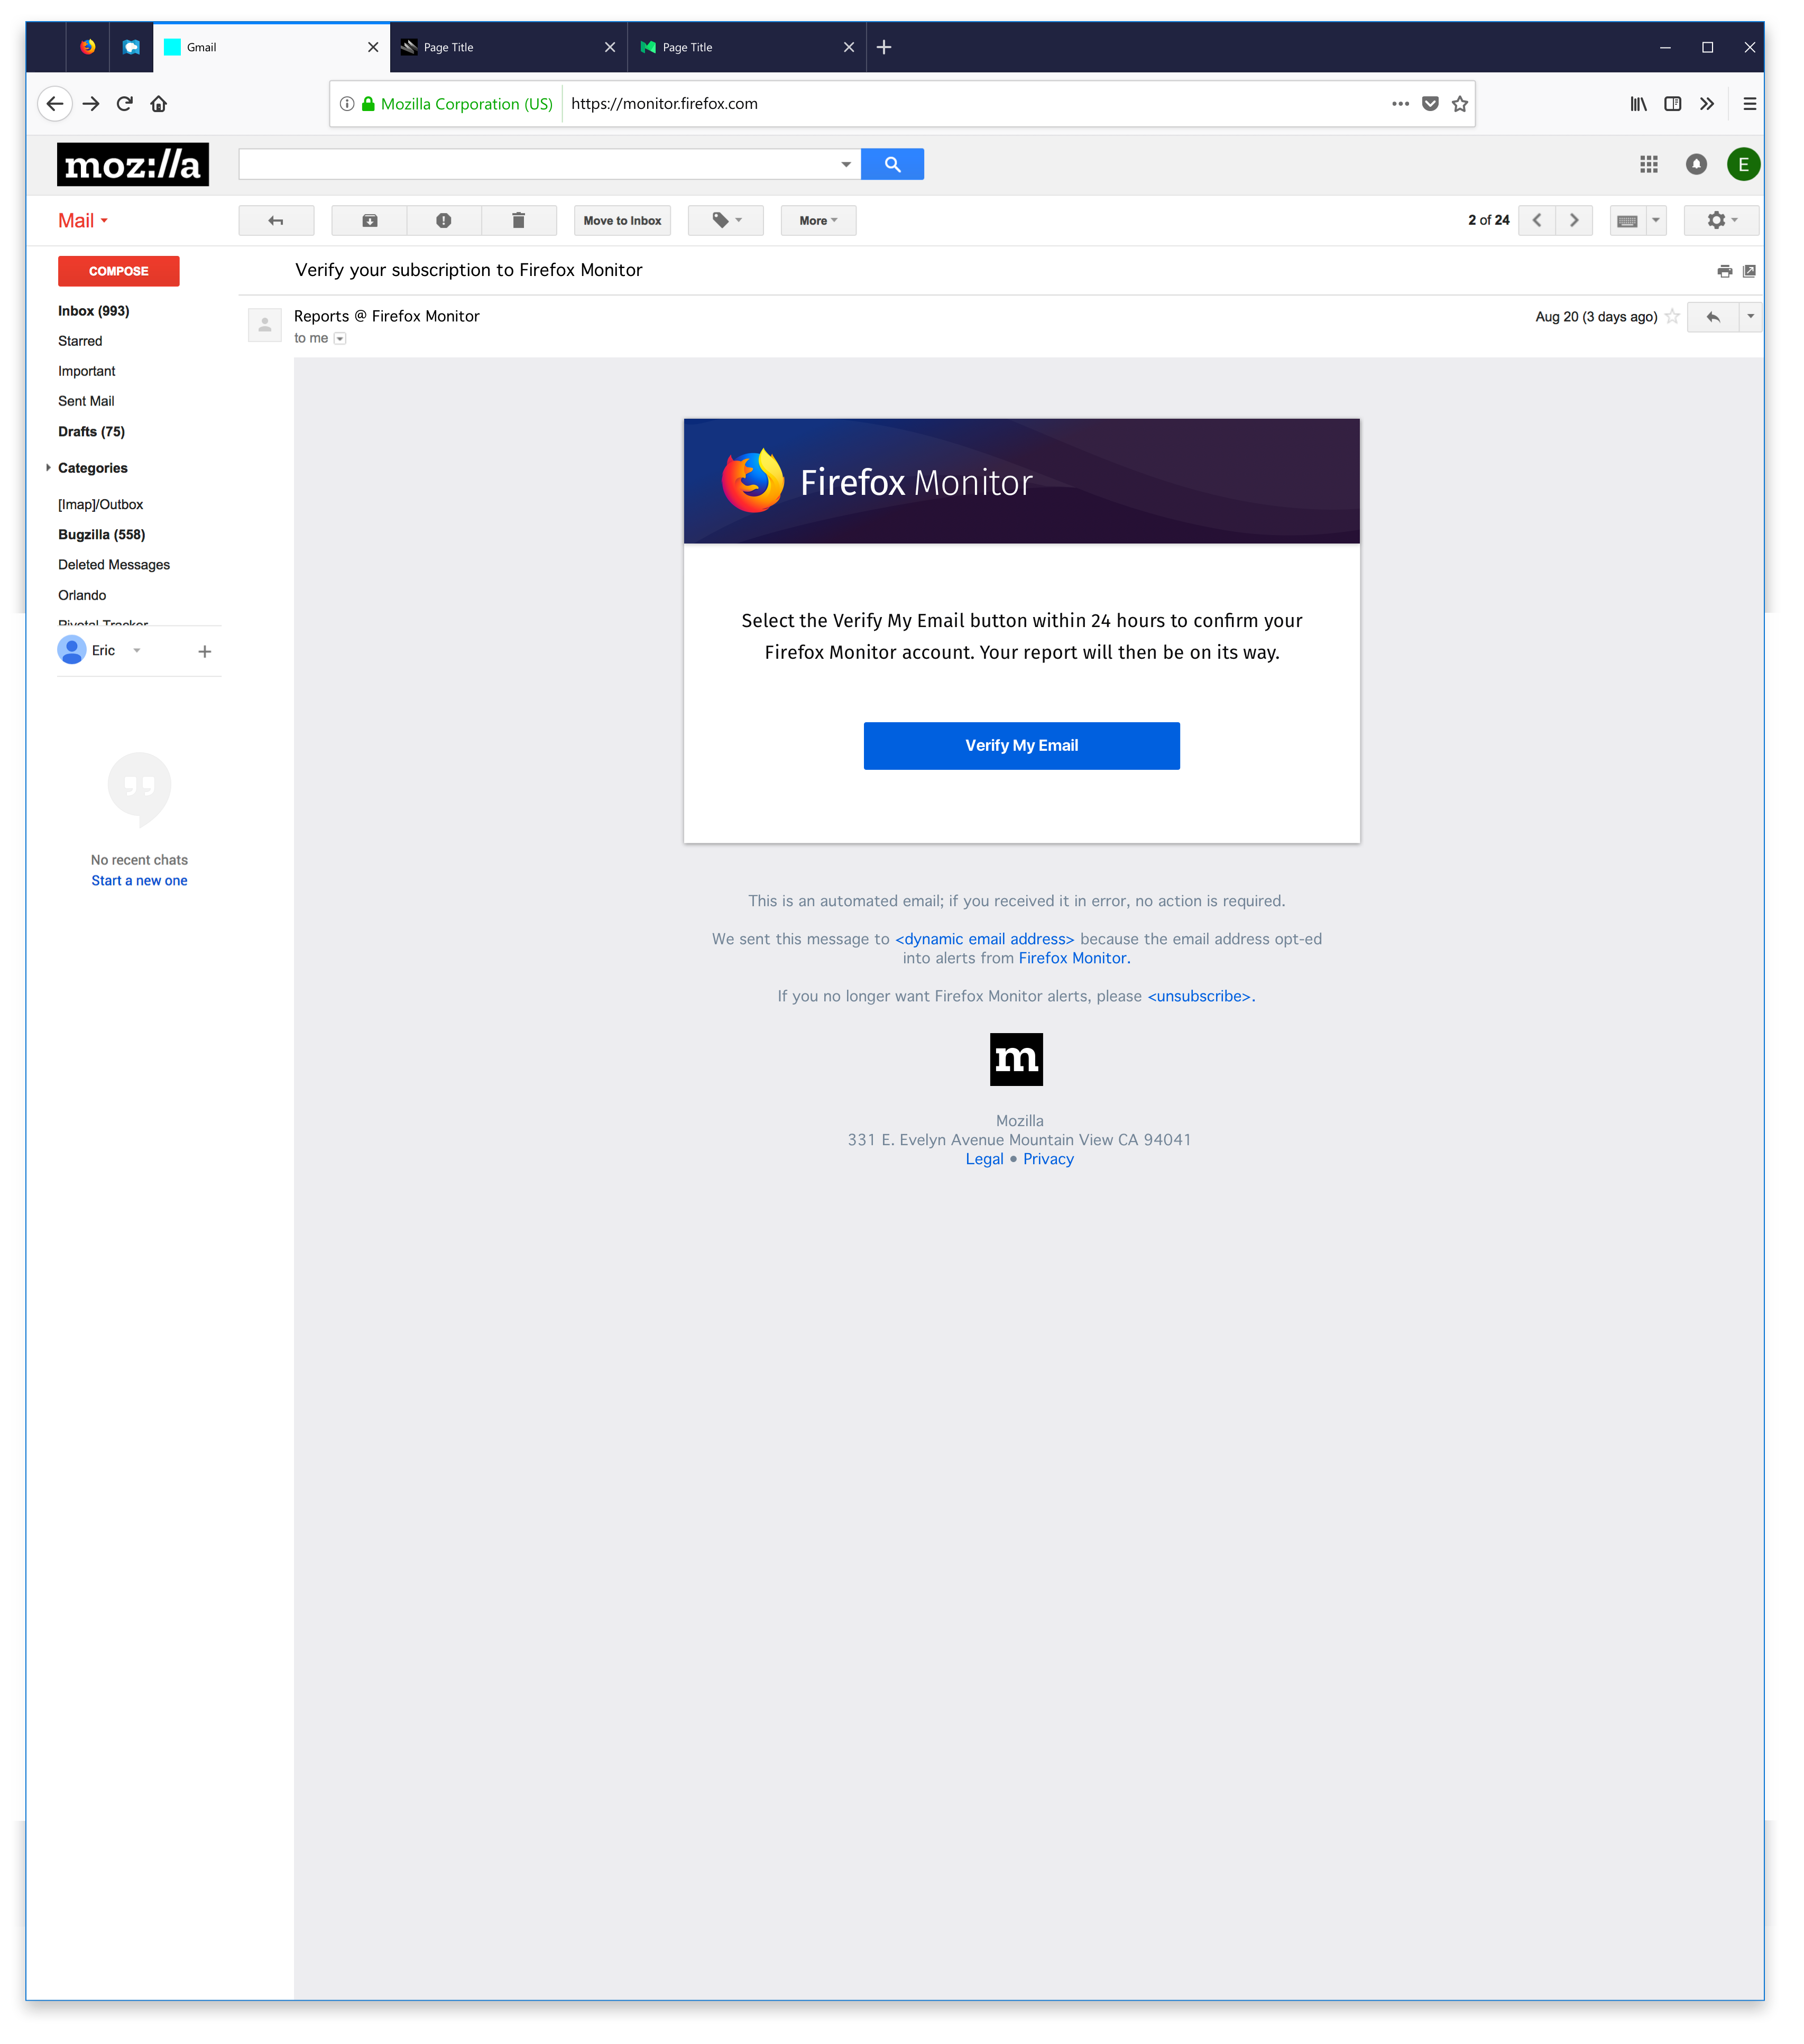 Gmail
Page Title
Page Title
Mozilla Corporation (US)
https://monitor.firefox.com
moz://a
E
Mail
Move to Inbox
More
2 of 24
COMPOSE
Verify your subscription to Firefox Monitor
Inbox (993)
Reports @ Firefox Monitor
Aug 20 (3 days ago)
to me
Starred
Important
Sent Mail
Drafts (75)
Categories
[Imap]/Outbox
Bugzilla (558)
Deleted Messages
Orlando
Pivotal Tracker
Eric
No recent chats
Start a new one
Firefox Monitor
Select the Verify My Email button within 24 hours to confirm your
Firefox Monitor account. Your report will then be on its way.
Verify My Email
This is an automated email; if you received it in error, no action is required.
We sent this message to <dynamic email address> because the email address opt-ed
into alerts from Firefox Monitor.
If you no longer want Firefox Monitor alerts, please <unsubscribe>.
m
Mozilla
331 E. Evelyn Avenue Mountain View CA 94041
Legal • Privacy